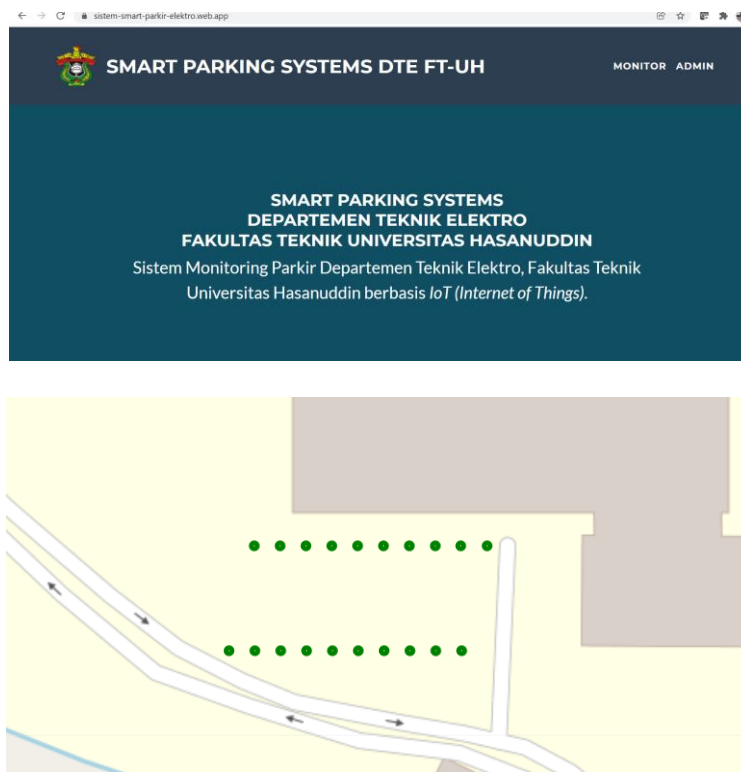 sistem-smart-parkir-elektro.web.app
SMART PARKING SYSTEMS DTE FT-UH
MONITOR ADMIN
SMART PARKING SYSTEMS
DEPARTEMEN TEKNIK ELEKTRO
FAKULTAS TEKNIK UNIVERSITAS HASANUDDIN
Sistem Monitoring Parkir Departemen Teknik Elektro, Fakultas Teknik
Universitas Hasanuddin berbasis IoT (Internet of Things).